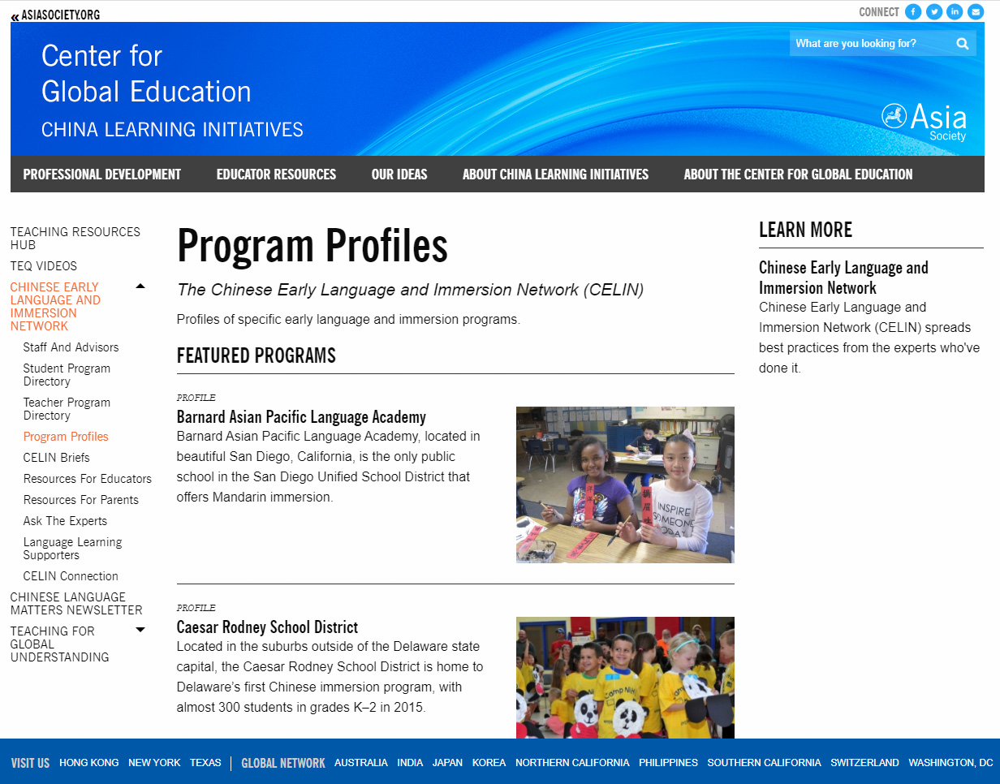 « ASIASOCIETY.ORG
CONNECT
Center for
Global Education
CHINA LEARNING INITIATIVES
What are you looking for?
Asia
Society
PROFESSIONAL DEVELOPMENT EDUCATOR RESOURCES OUR IDEAS ABOUT CHINA LEARNING INITIATIVES ABOUT THE CENTER FOR GLOBAL EDUCATION
TEACHING RESOURCES
HUB
TEQ VIDEOS
CHINESE EARLY
LANGUAGE AND
IMMERSION
NETWORK
Staff And Advisors
Student Program
Directory
Teacher Program
Directory
Program Profiles
CELIN Briefs
Resources For Educators
Resources For Parents
Ask The Experts
Language Learning
Supporters
CELIN Connection
CHINESE LANGUAGE
MATTERS NEWSLETTER
TEACHING FOR
GLOBAL
UNDERSTANDING
Program Profiles
The Chinese Early Language and Immersion Network (CELIN)
Profiles of specific early language and immersion programs.
FEATURED PROGRAMS
PROFILE
Barnard Asian Pacific Language Academy
Barnard Asian Pacific Language Academy, located in
beautiful San Diego, California, is the only public
school in the San Diego Unified School District that
offers Mandarin immersion.
INSPIRE
SOMEONE
TODAY
PROFILE
Caesar Rodney School District
Located in the suburbs outside of the Delaware state
capital, the Caesar Rodney School District is home to
Delaware’s first Chinese immersion program, with
almost 300 students in grades K–2 in 2015.
LEARN MORE
Chinese Early Language and
Immersion Network
Chinese Early Language and
Immersion Network (CELIN) spreads
best practices from the experts who've
done it.
VISIT US HONG KONG NEW YORK TEXAS GLOBAL NETWORK AUSTRALIA INDIA JAPAN KOREA NORTHERN CALIFORNIA PHILIPPINES SOUTHERN CALIFORNIA SWITZERLAND WASHINGTON, DC